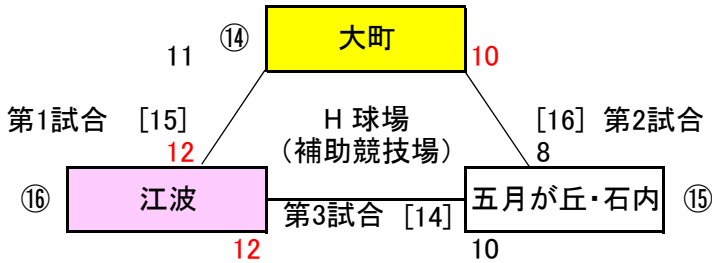 11 ⑭ 大町 10
第1試合 [15] H 球場 [16] 第2試合
12 (補助競技場) 8
⑯ 江波 五月が丘・石内 ⑮
第3試合 [14]
12 10